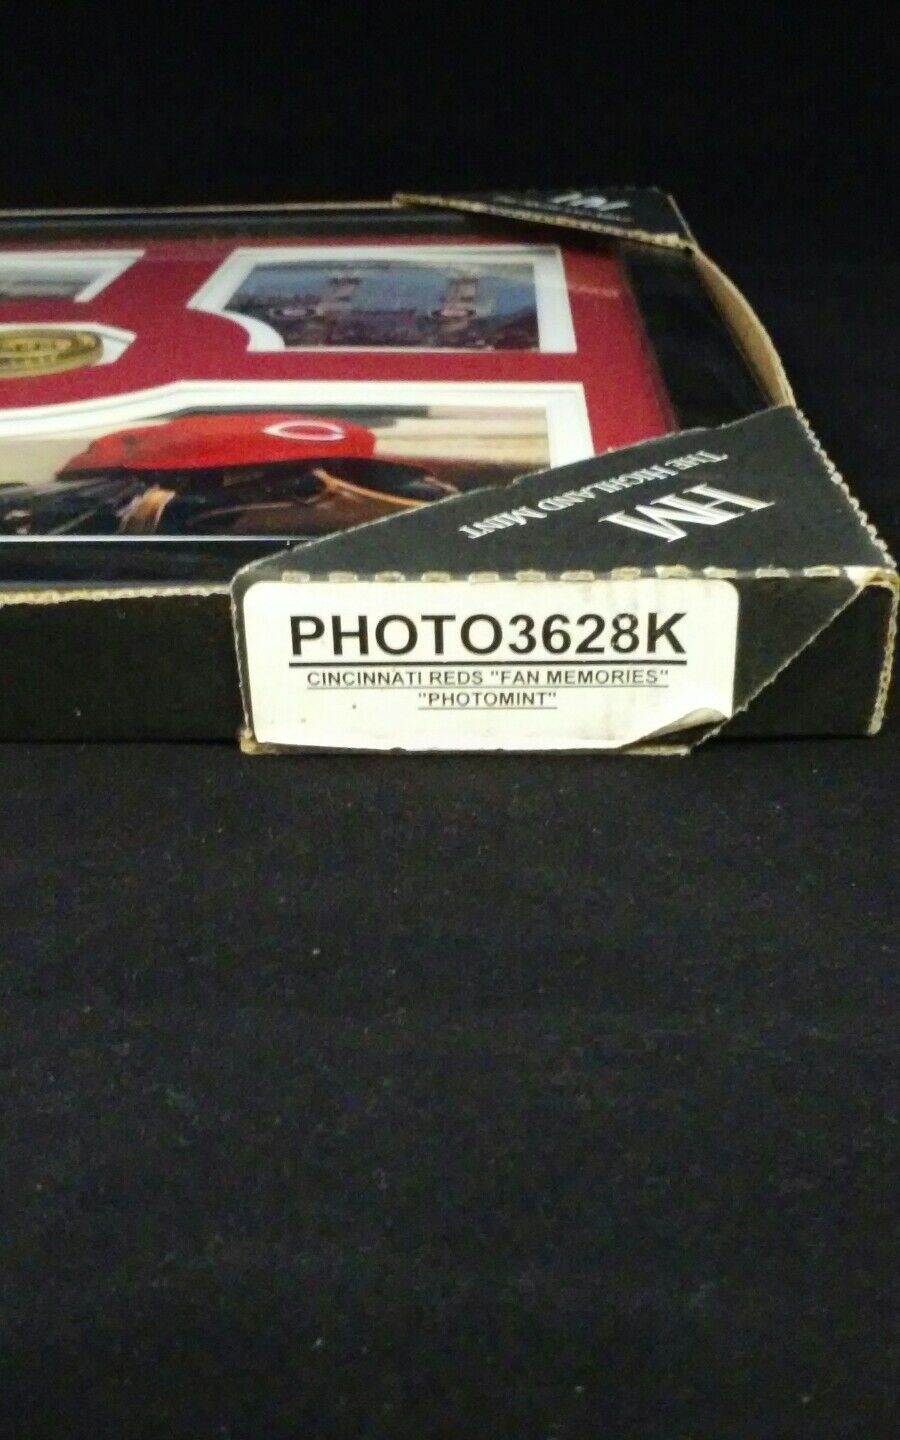 HM
THE HIGHLAND MINT
PHOTO3628K
CINCINNATI REDS "FAN MEMORIES"
"PHOTOMINT"